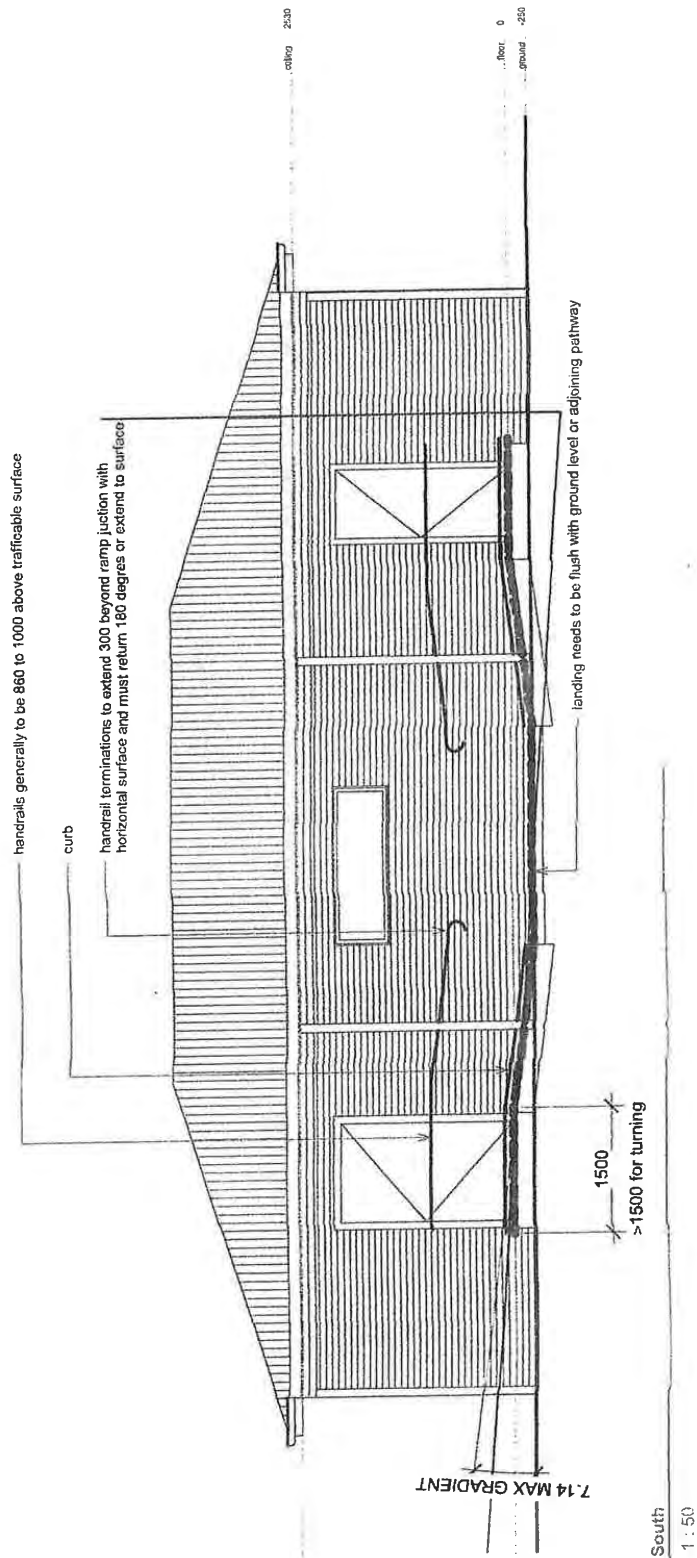 handrails generally to be 860 to 1000 above trafficable surface
curb
handrail terminations to extend 300 beyond ramp juction with
horizontal surface and must return 180 degres or extend to surface
ceiling 2530
floor 0
ground -250
landing needs to be flush with ground level or adjoining pathway
1500
>1500 for turning
7.14 MAX GRADIENT
South
1 : 50